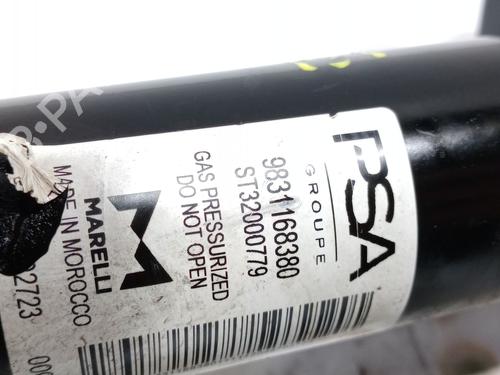 PSA
GROUPE
9831168380
ST32000779
GAS PRESSURIZED
DO NOT OPEN
MARELLI
MADE IN MOROCCO